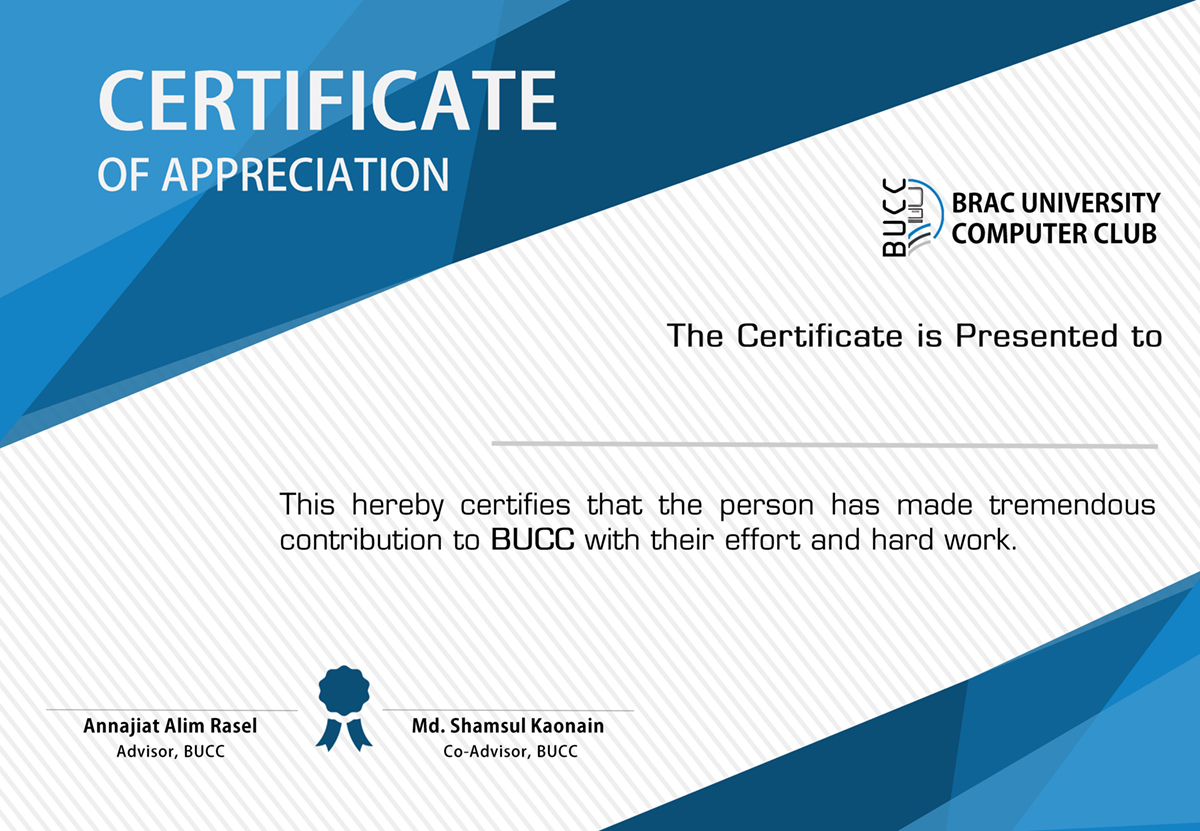 CERTIFICATE
OF APPRECIATION
BUCC
BRAC UNIVERSITY
COMPUTER CLUB
The Certificate is Presented to
This hereby certifies that the person has made tremendous
contribution to BUCC with their effort and hard work.
Annajiat Alim Rasel
Advisor, BUCC
Md. Shamsul Kaonain
Co-Advisor, BUCC